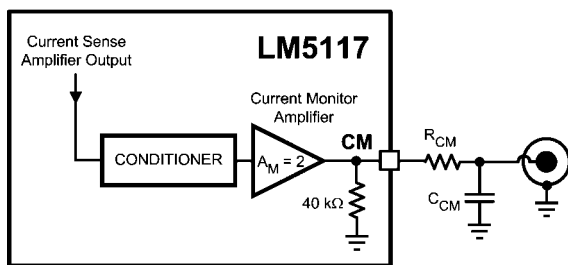 Current Sense
Amplifier Output
LM5117
Current Monitor
Amplifier
CONDITIONER
A_M = 2
CM
40 kΩ
R_CM
C_CM